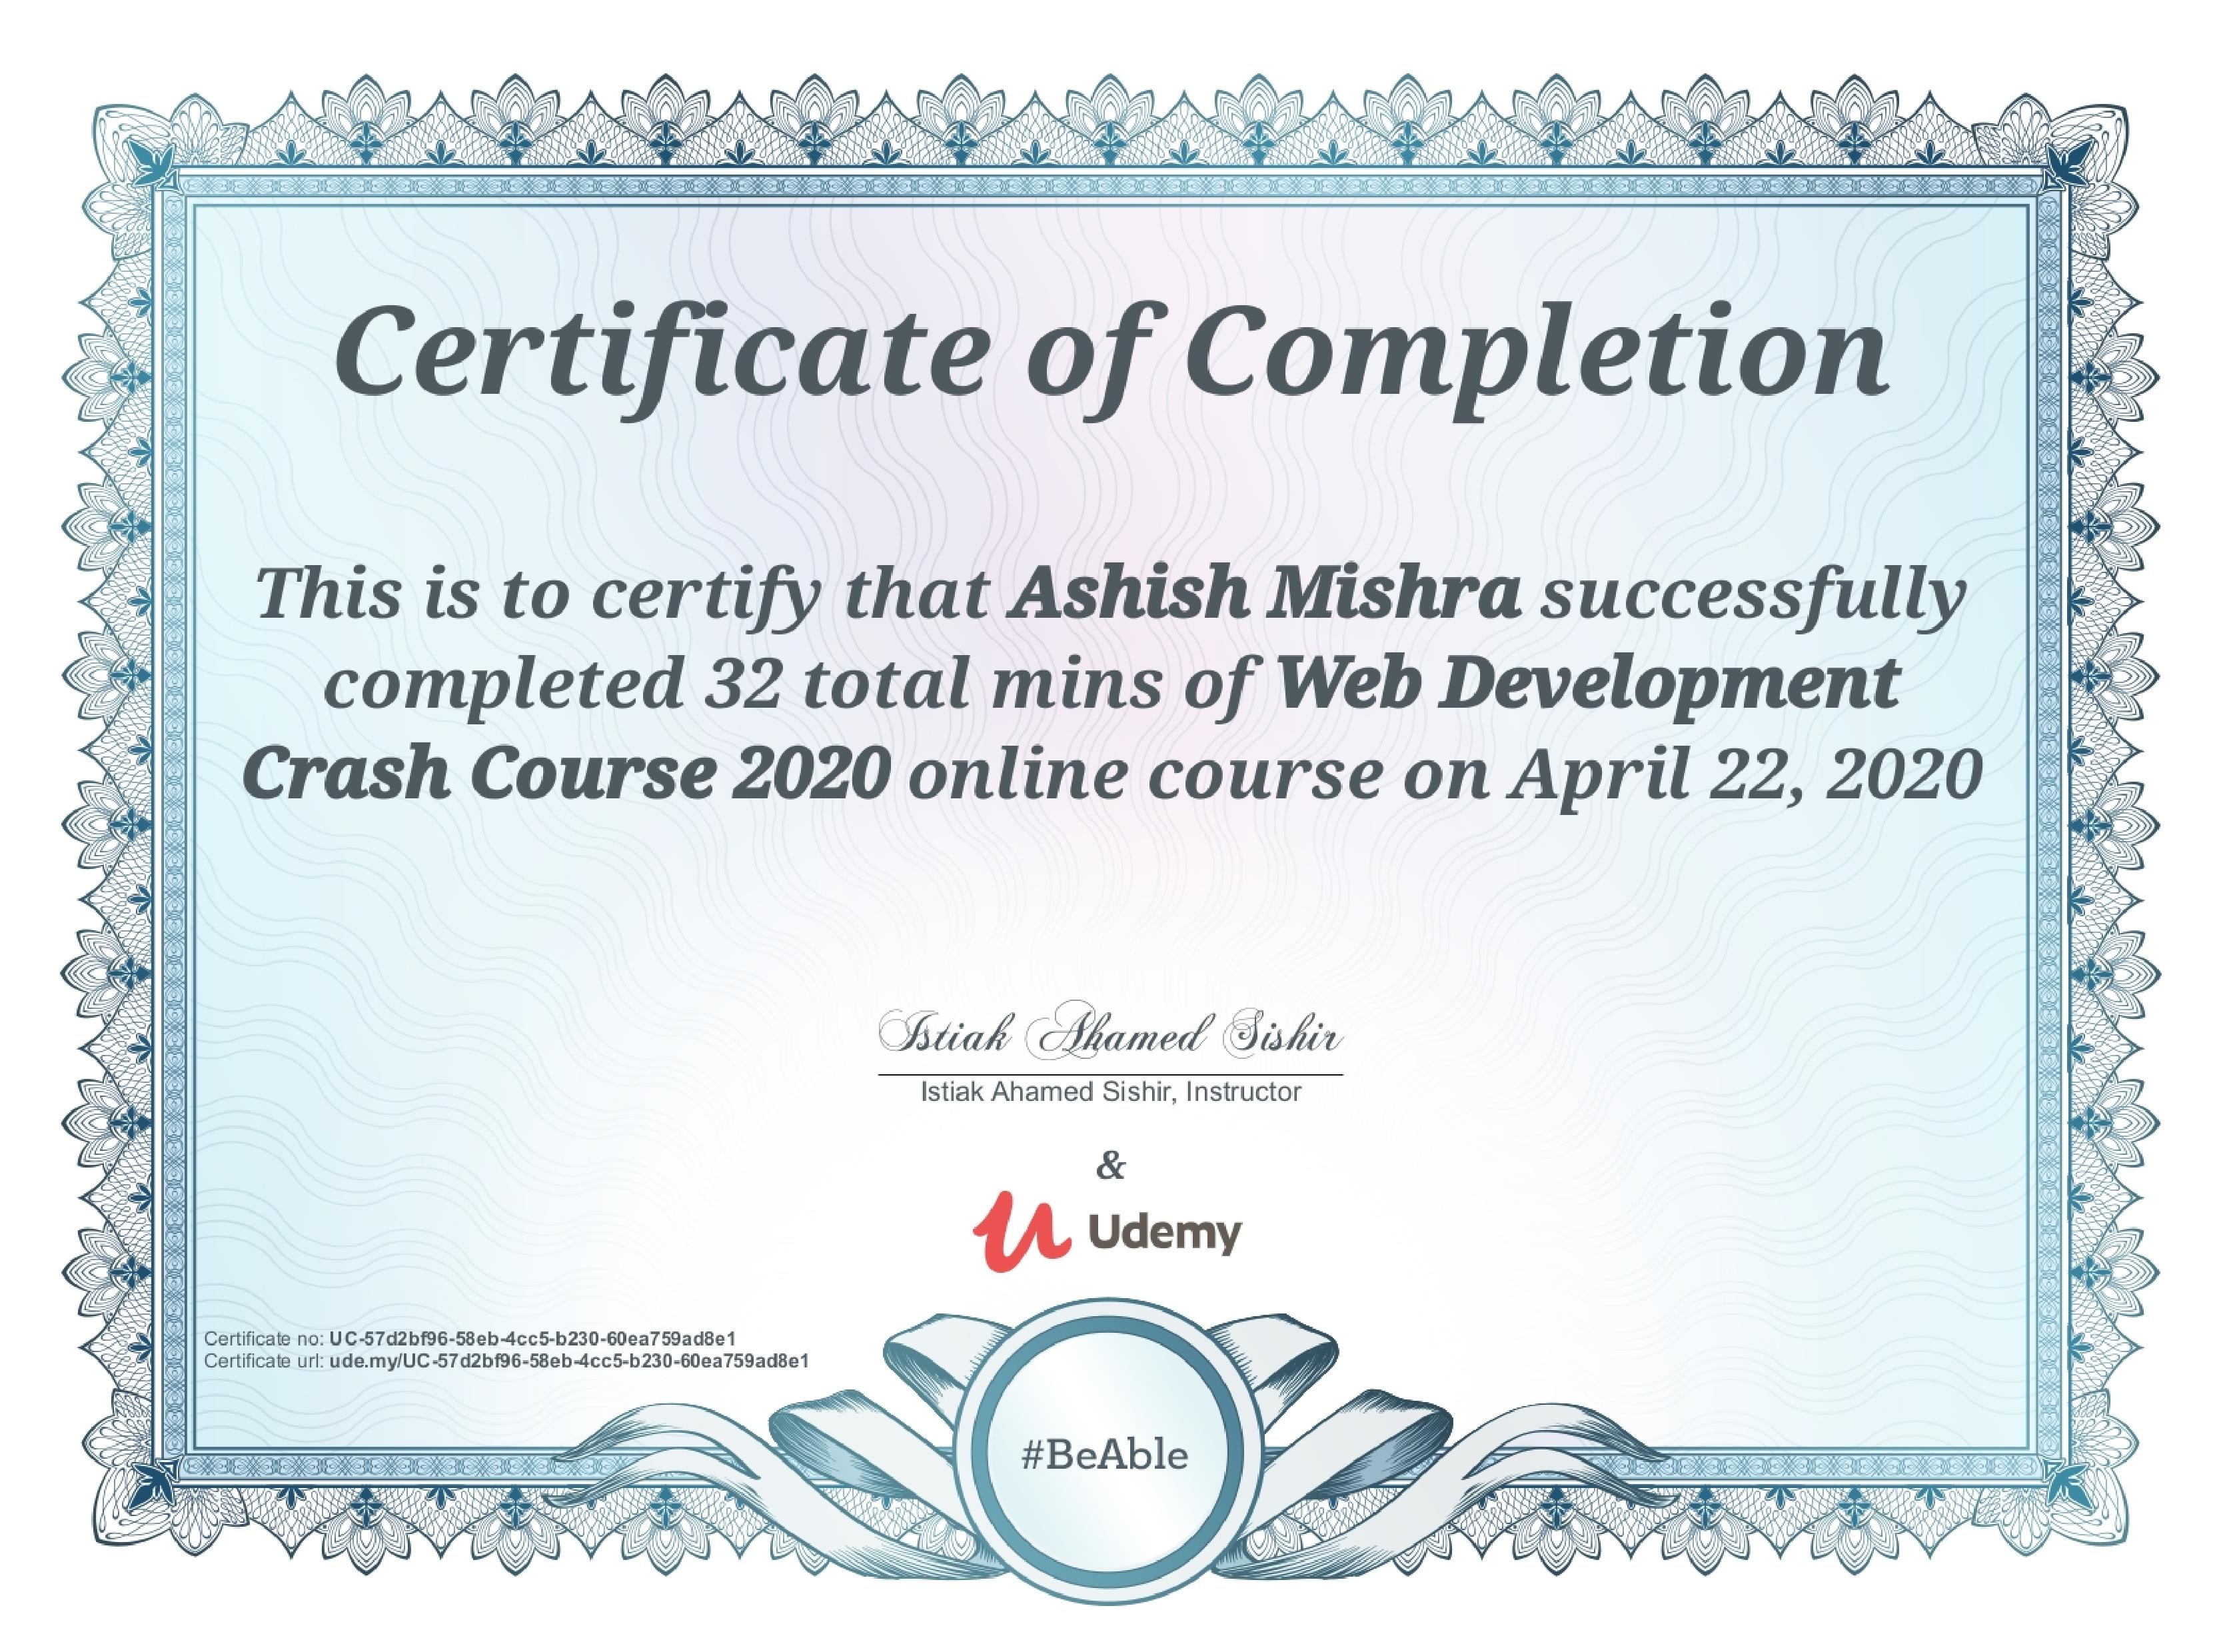 Certificate of Completion
This is to certify that Ashish Mishra successfully
completed 32 total mins of Web Development
Crash Course 2020 online course on April 22, 2020
Istiak Ahamed Sishir
Istiak Ahamed Sishir, Instructor
&
Udemy
Certificate no: UC-57d2bf96-58eb-4cc5-b230-60ea759ad8e1
Certificate url: ude.my/UC-57d2bf96-58eb-4cc5-b230-60ea759ad8e1
#BeAble